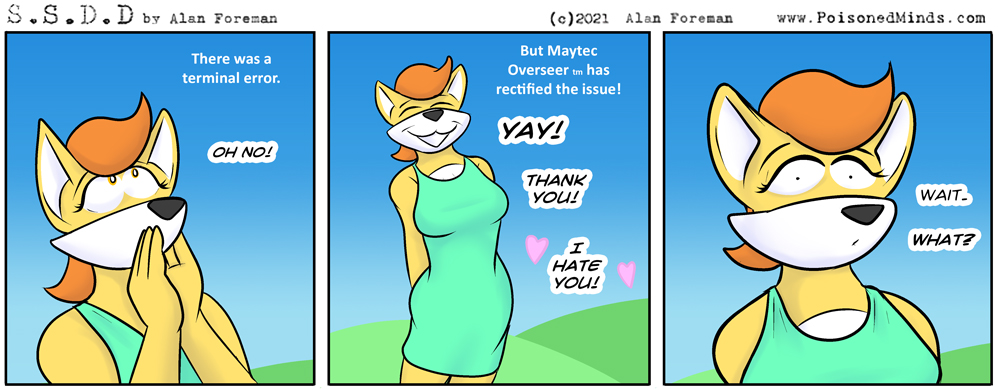 S.S.D.D by Alan Foreman (c)2021 Alan Foreman www.PoisonedMinds.com
There was a
terminal error.
OH NO!
But Maytec
Overseer tm has
rectified the issue!
YAY!
THANK
YOU!
I
HATE
YOU!
WAIT..
WHAT?